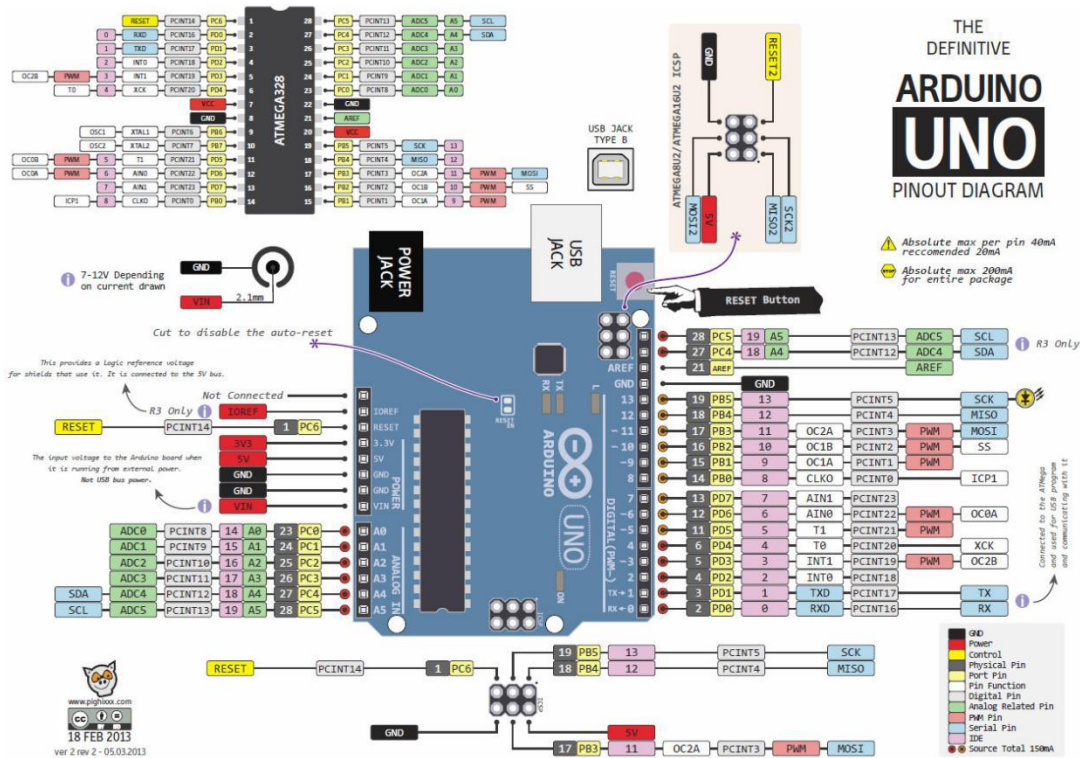 THE
DEFINITIVE
ARDUINO
UNO
PINOUT DIAGRAM
Absolute max per pin 40mA
reccomended 20mA
STOP
Absolute max 200mA
for entire package
RESET PCINT14 PC6 1
0 RXD PCINT16 PD0 2
1 TXD PCINT17 PD1 3
2 INT0 PCINT18 PD2 4
OC2B PWM 3 INT1 PCINT19 PD3 5
T0 4 XCK PCINT20 PD4 6
VCC 7
GND 8
OSC1 XTAL1 PCINT6 PB6 9
OSC2 XTAL2 PCINT7 PB7 10
OC0B PWM 5 T1 PCINT21 PD5 11
OC0A PWM 6 AIN0 PCINT22 PD6 12
7 AIN1 PCINT23 PD7 13
ICP1 8 CLKO PCINT0 PB0 14
ATMEGA328
28 PC5 PCINT13 ADC5 A5 SCL
27 PC4 PCINT12 ADC4 A4 SDA
26 PC3 PCINT11 ADC3 A3
25 PC2 PCINT10 ADC2 A2
24 PC1 PCINT9 ADC1 A1
23 PC0 PCINT8 ADC0 A0
22 GND
21 AREF
20 VCC
19 PB5 PCINT5 SCK 13
18 PB4 PCINT4 MISO 12
17 PB3 PCINT3 OC2A 11 PWM MOSI
16 PB2 PCINT2 OC1B 10 PWM SS
15 PB1 PCINT1 OC1A 9 PWM
USB JACK
TYPE B
ATMEGA8U2/ATMEGA16U2 ICSP
GND
RESET2
MOSI2
5V
MISO2
SCK2
7-12V Depending
on current drawn
GND
VIN
2.1mm
POWER
JACK
USB
JACK
RESET
RESET Button
Cut to disable the auto-reset
This provides a logic reference voltage
for shields that use it. It is connected to the 5V bus.
Not Connected
R3 Only IOREF
RESET PCINT14 1 PC6
3V3
5V
GND
GND
VIN
The input voltage to the Arduino board when
it is running from external power.
Not USB bus power.
ADC0 PCINT8 14 A0 23 PC0
ADC1 PCINT9 15 A1 24 PC1
ADC2 PCINT10 16 A2 25 PC2
ADC3 PCINT11 17 A3 26 PC3
SDA ADC4 PCINT12 18 A4 27 PC4
SCL ADC5 PCINT13 19 A5 28 PC5
IOREF
RESET
3.3V
5V
GND
GND
VIN
POWER
A0
A1
A2
A3
A4
A5
ANALOG IN
RESET
EN
RX
TX
L
ARDUINO
UNO
ON
ICSP
DIGITAL (PWM~)
AREF
GND
13
12
~11
~10
~9
8
7
~6
~5
4
~3
2
TX→1
RX←0
28 PC5 19 A5 PCINT13 ADC5 SCL
27 PC4 18 A4 PCINT12 ADC4 SDA
R3 Only
21 AREF AREF
GND
19 PB5 13 PCINT5 SCK
18 PB4 12 PCINT4 MISO
17 PB3 11 OC2A PCINT3 PWM MOSI
16 PB2 10 OC1B PCINT2 PWM SS
15 PB1 9 OC1A PCINT1 PWM
14 PB0 8 CLKO PCINT0 ICP1
13 PD7 7 AIN1 PCINT23
12 PD6 6 AIN0 PCINT22 PWM OC0A
11 PD5 5 T1 PCINT21 PWM
6 PD4 4 T0 PCINT20 XCK
5 PD3 3 INT1 PCINT19 PWM OC2B
4 PD2 2 INT0 PCINT18
3 PD1 1 TXD PCINT17 TX
2 PD0 0 RXD PCINT16 RX
Connected to the ATMega
and used for USB program
and communicating with it
19 PB5 13 PCINT5 SCK
18 PB4 12 PCINT4 MISO
RESET PCINT14 1 PC6
ICSP
GND
5V
17 PB3 11 OC2A PCINT3 PWM MOSI
GND
Power
Control
Physical Pin
Port Pin
Pin Function
Digital Pin
Analog Related Pin
PWM Pin
Serial Pin
IDE
Source Total 150mA
www.pighixxx.com
cc
BY ND
18 FEB 2013
ver 2 rev 2 - 05.03.2013